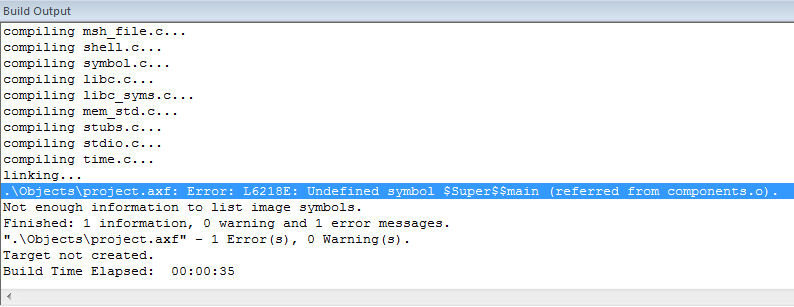 Build Output
compiling msh_file.c...
compiling shell.c...
compiling symbol.c...
compiling libc.c...
compiling libc_syms.c...
compiling mem_std.c...
compiling stubs.c...
compiling stdio.c...
compiling time.c...
linking...
.\Objects\project.axf: Error: L6218E: Undefined symbol $Super$$main (referred from components.o).
Not enough information to list image symbols.
Finished: 1 information, 0 warning and 1 error messages.
".\Objects\project.axf" - 1 Error(s), 0 Warning(s).
Target not created.
Build Time Elapsed:  00:00:35